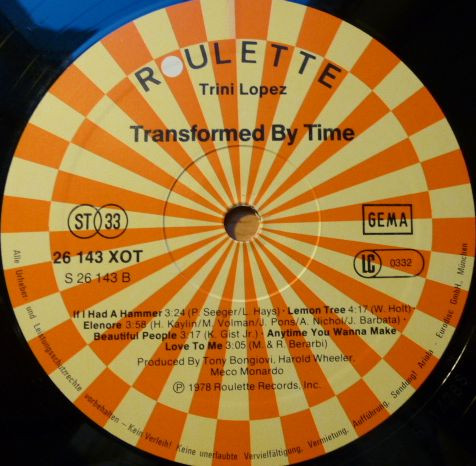 ROULETTE
Trini Lopez
Transformed By Time
ST 33
GEMA
26 143 XOT
S 26 143 B
LC 0332
If I Had A Hammer 3:24 (P. Seeger/L. Hays) · Lemon Tree 4:17 (W. Holt) ·
Elenore 3:58 (H. Kaylin/M. Volman/J. Pons/A. Nichol/J. Barbata) ·
Beautiful People 3:17 (K. Gist Jr.) · Anytime You Wanna Make
Love To Me 3:05 (M. & R. Berarbi)
Produced By Tony Bongiovi, Harold Wheeler,
Meco Monardo
Ⓟ 1978 Roulette Records, Inc.
Alle Urheber- und Leistungsschutzrechte vorbehalten – Kein Verleih! Keine unerlaubte Vervielfältigung, Vermietung, Aufführung, Sendung! Ariola - Eurodisc GmbH., München